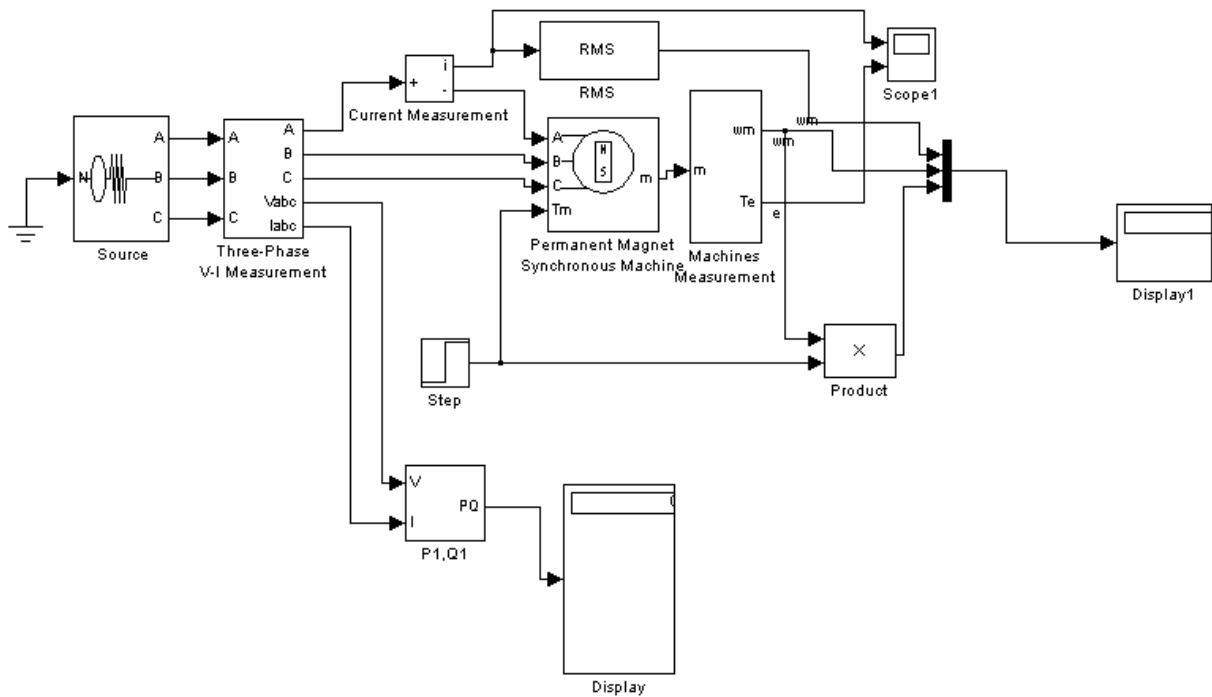 i
+
-
Current Measurement
RMS
RMS
Scope1
A
B
C
N
Source
A
B
C
A
B
C
Vabc
Iabc
Three-Phase
V-I Measurement
A
B
C
Tm
N
S
m
Permanent Magnet
Synchronous Machine
m
wm
Te
Machines
Measurement
wm
wm
e
Display1
Step
×
Product
V
I
PQ
P1,Q1
Display